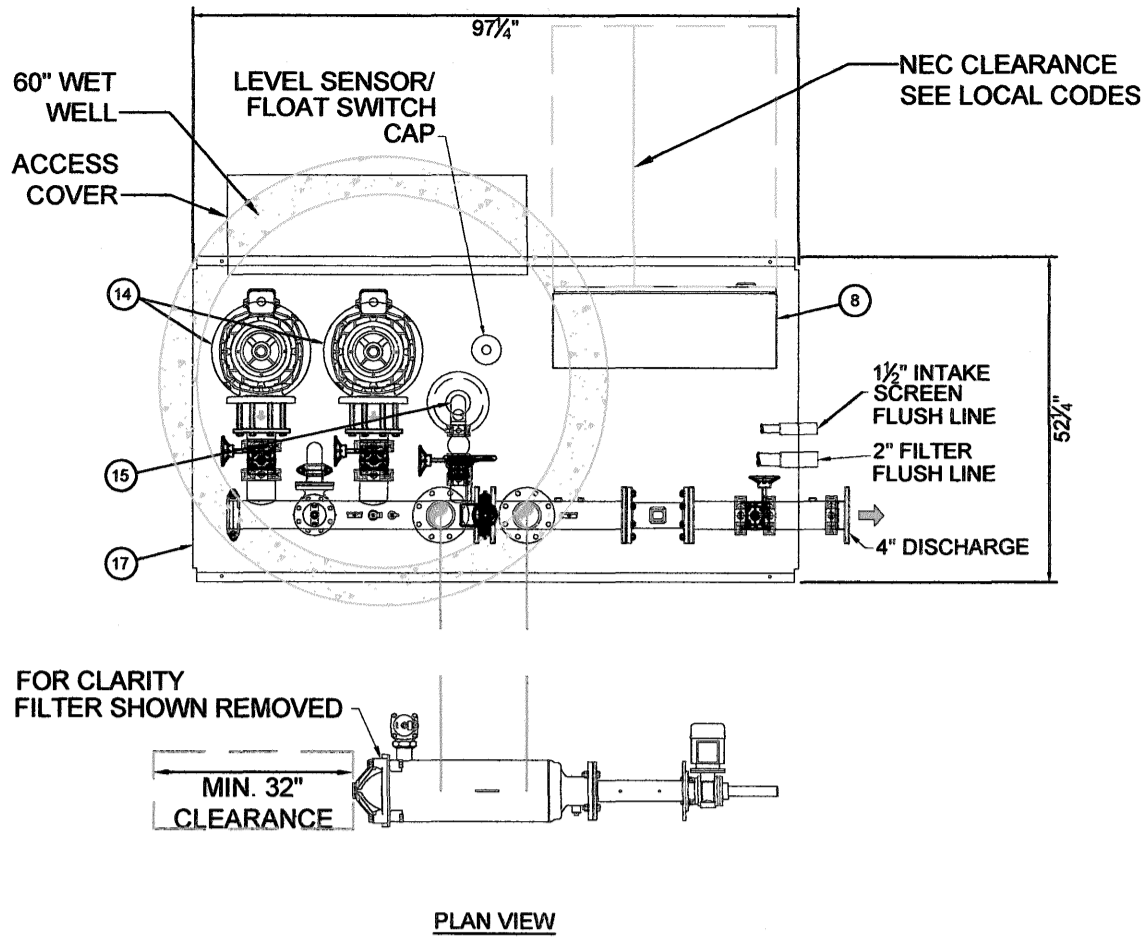 97¼"
60" WET
WELL
LEVEL SENSOR/
FLOAT SWITCH
CAP
NEC CLEARANCE
SEE LOCAL CODES
ACCESS
COVER
14
8
1½" INTAKE
SCREEN
FLUSH LINE
2" FILTER
FLUSH LINE
52¼"
15
17
4" DISCHARGE
FOR CLARITY
FILTER SHOWN REMOVED
MIN. 32"
CLEARANCE
PLAN VIEW